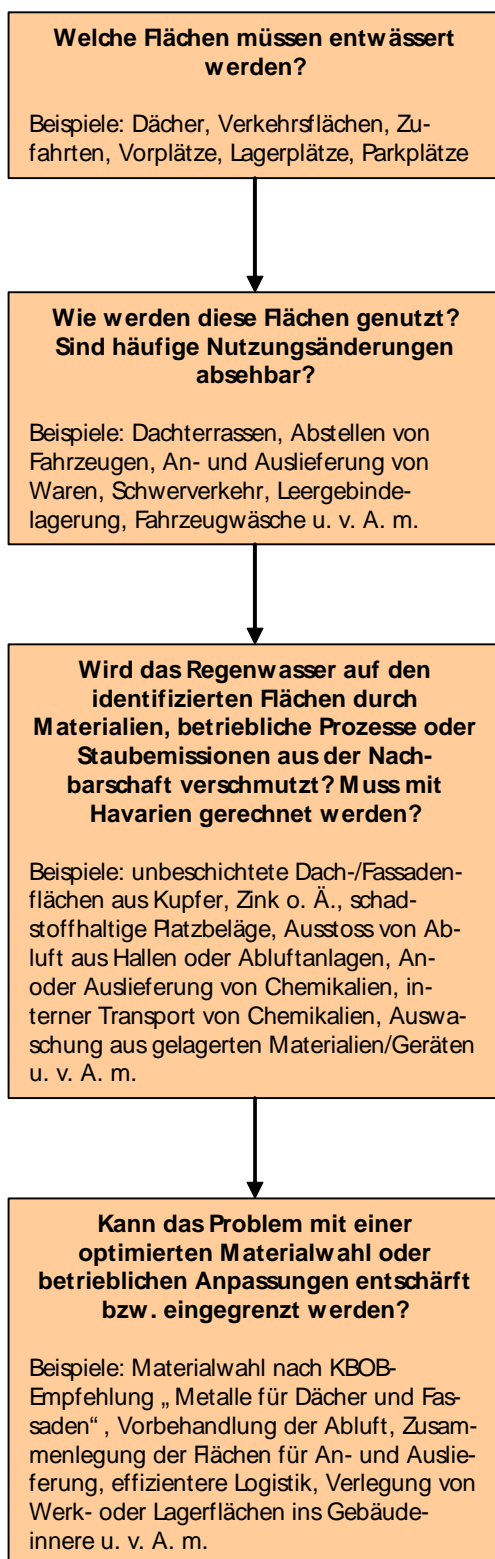 Welche Flächen müssen entwässert
werden?
Beispiele: Dächer, Verkehrsflächen, Zu-
fahrten, Vorplätze, Lagerplätze, Parkplätze
Wie werden diese Flächen genutzt?
Sind häufige Nutzungsänderungen
absehbar?
Beispiele: Dachterrassen, Abstellen von
Fahrzeugen, An- und Auslieferung von
Waren, Schwerverkehr, Leergebinde-
lagerung, Fahrzeugwäsche u. v. A. m.
Wird das Regenwasser auf den
identifizierten Flächen durch
Materialien, betriebliche Prozesse oder
Staubemissionen aus der Nach-
barschaft verschmutzt? Muss mit
Havarien gerechnet werden?
Beispiele: unbeschichtete Dach-/Fassaden-
flächen aus Kupfer, Zink o. Ä., schad-
stoffhaltige Platzbeläge, Ausstoss von Ab-
luft aus Hallen oder Abluftanlagen, An-
oder Auslieferung von Chemikalien, in-
terner Transport von Chemikalien, Auswa-
schung aus gelagerten Materialien/Geräten
u. v. A. m.
Kann das Problem mit einer
optimierten Materialwahl oder
betrieblichen Anpassungen entschärft
bzw. eingegrenzt werden?
Beispiele: Materialwahl nach KBOB-
Empfehlung „Metalle für Dächer und Fas-
saden“, Vorbehandlung der Abluft, Zusam-
menlegung der Flächen für An- und Auslie-
ferung, effizientere Logistik, Verlegung von
Werk- oder Lagerflächen ins Gebäude-
innere u. v. A. m.